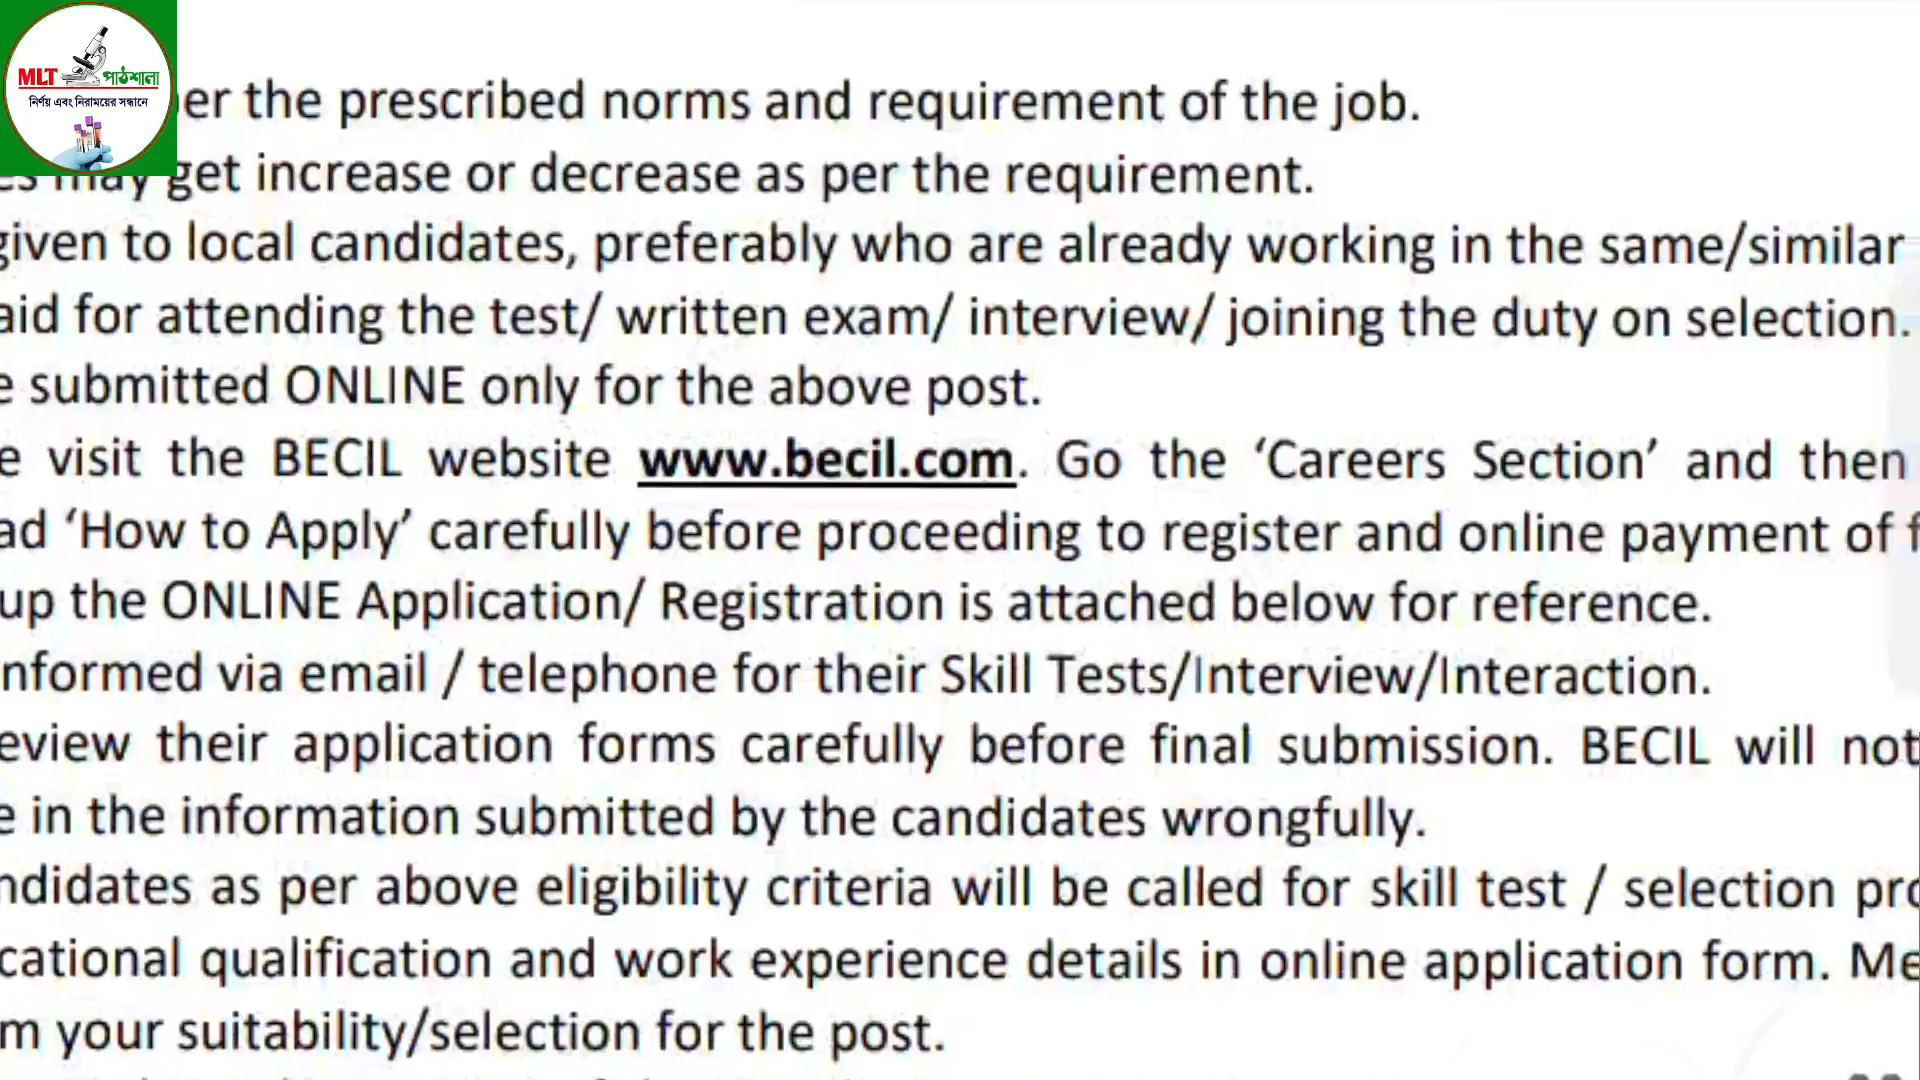 MLT পাঠশালা
নির্ণয় এবং নিরাময়ের সন্ধানে
er the prescribed norms and requirement of the job.
es may get increase or decrease as per the requirement.
given to local candidates, preferably who are already working in the same/similar
aid for attending the test/ written exam/ interview/ joining the duty on selection.
e submitted ONLINE only for the above post.
e visit the BECIL website www.becil.com. Go the ‘Careers Section’ and then
ad ‘How to Apply’ carefully before proceeding to register and online payment of f
up the ONLINE Application/ Registration is attached below for reference.
nformed via email / telephone for their Skill Tests/Interview/Interaction.
eview their application forms carefully before final submission. BECIL will not
e in the information submitted by the candidates wrongfully.
ndidates as per above eligibility criteria will be called for skill test / selection pro
cational qualification and work experience details in online application form. Me
m your suitability/selection for the post.